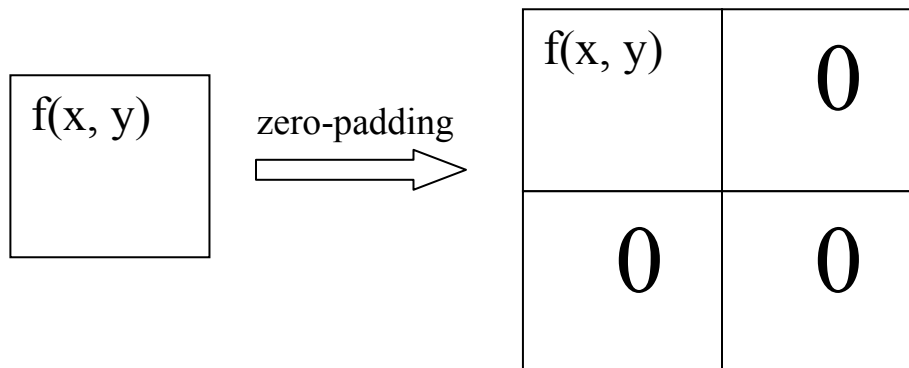 f(x, y)
zero-padding
f(x, y)
0
0
0